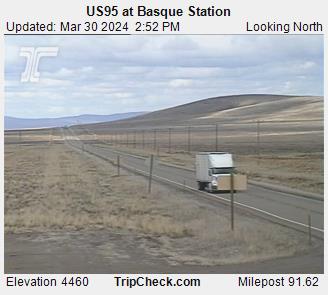 US95 at Basque Station
Updated: Mar 30 2024 2:52 PM Looking North
Elevation 4460 TripCheck.com Milepost 91.62